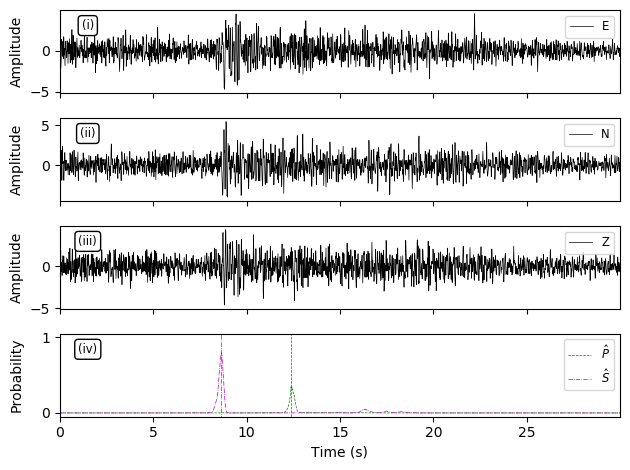 (i)
E
Amplitude
0
−5
(ii)
N
Amplitude
5
0
(iii)
Z
Amplitude
0
−5
(iv)
P̂
Ŝ
Probability
1
0
0 5 10 15 20 25
Time (s)